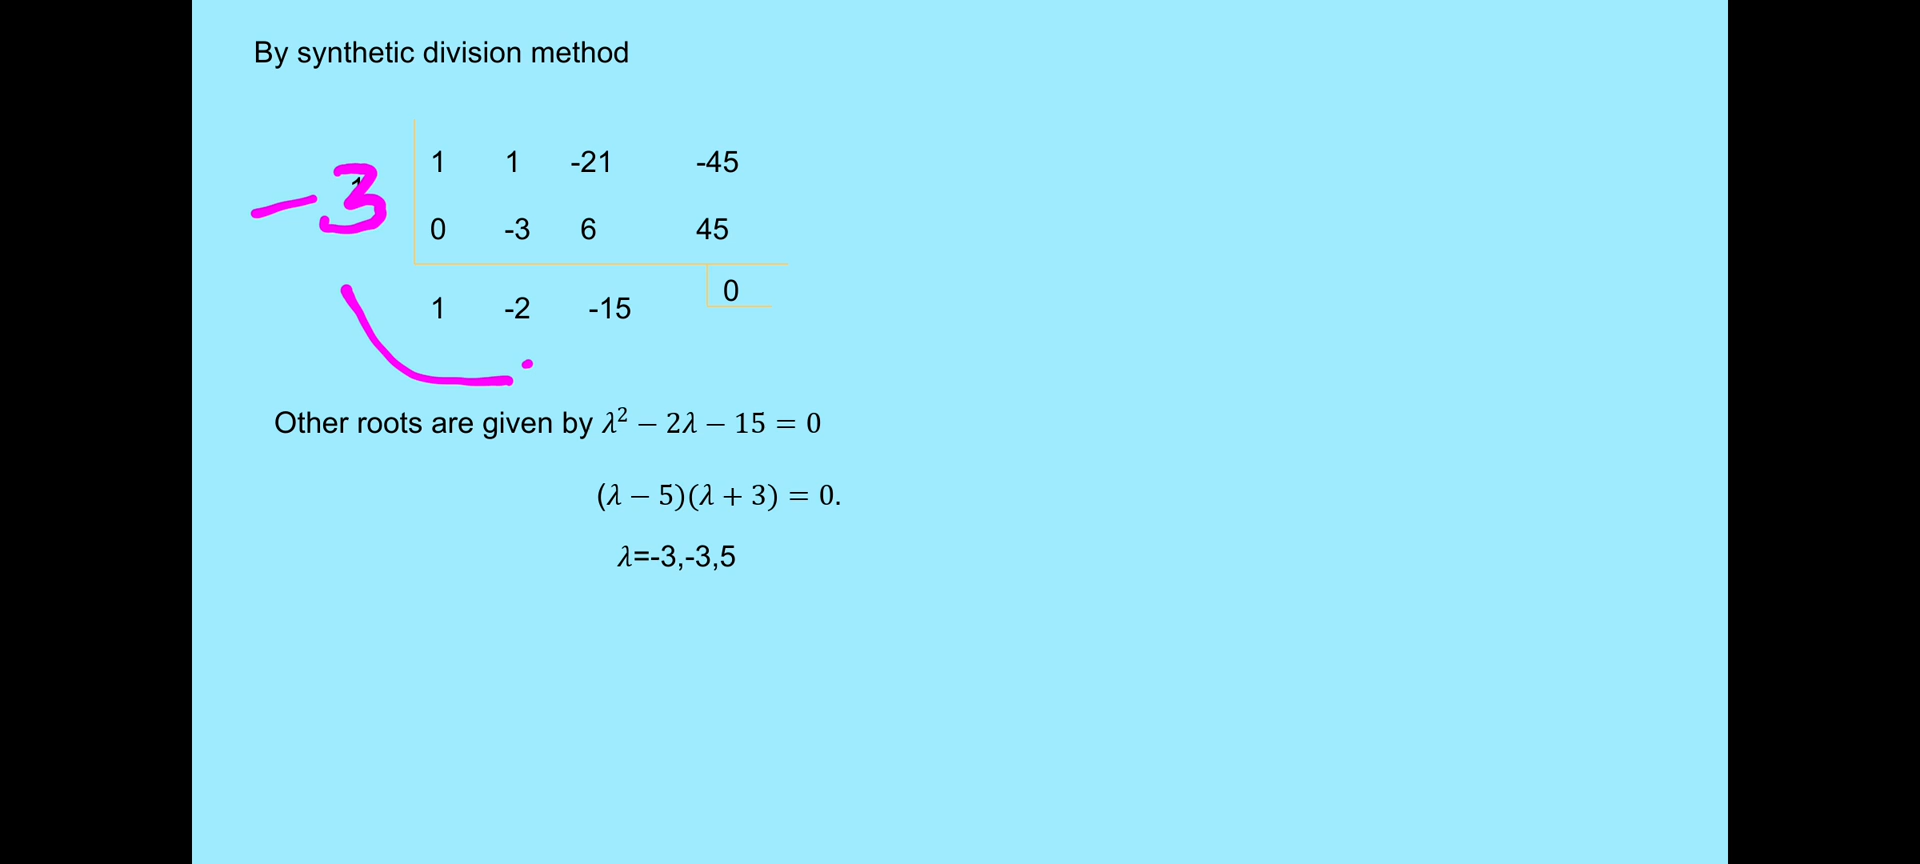 By synthetic division method
1 1 -21 -45
-3
0 -3 6 45
0
1 -2 -15
Other roots are given by λ² − 2λ − 15 = 0
(λ − 5)(λ + 3) = 0.
λ=-3,-3,5